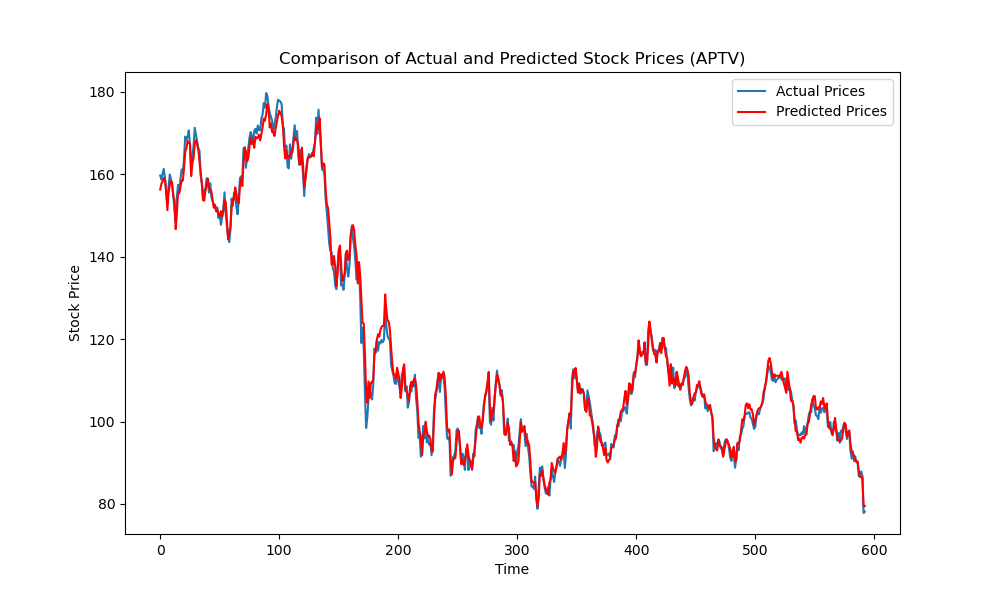 Comparison of Actual and Predicted Stock Prices (APTV)
Actual Prices
Predicted Prices
Stock Price
180
160
140
120
100
80
0 100 200 300 400 500 600
Time